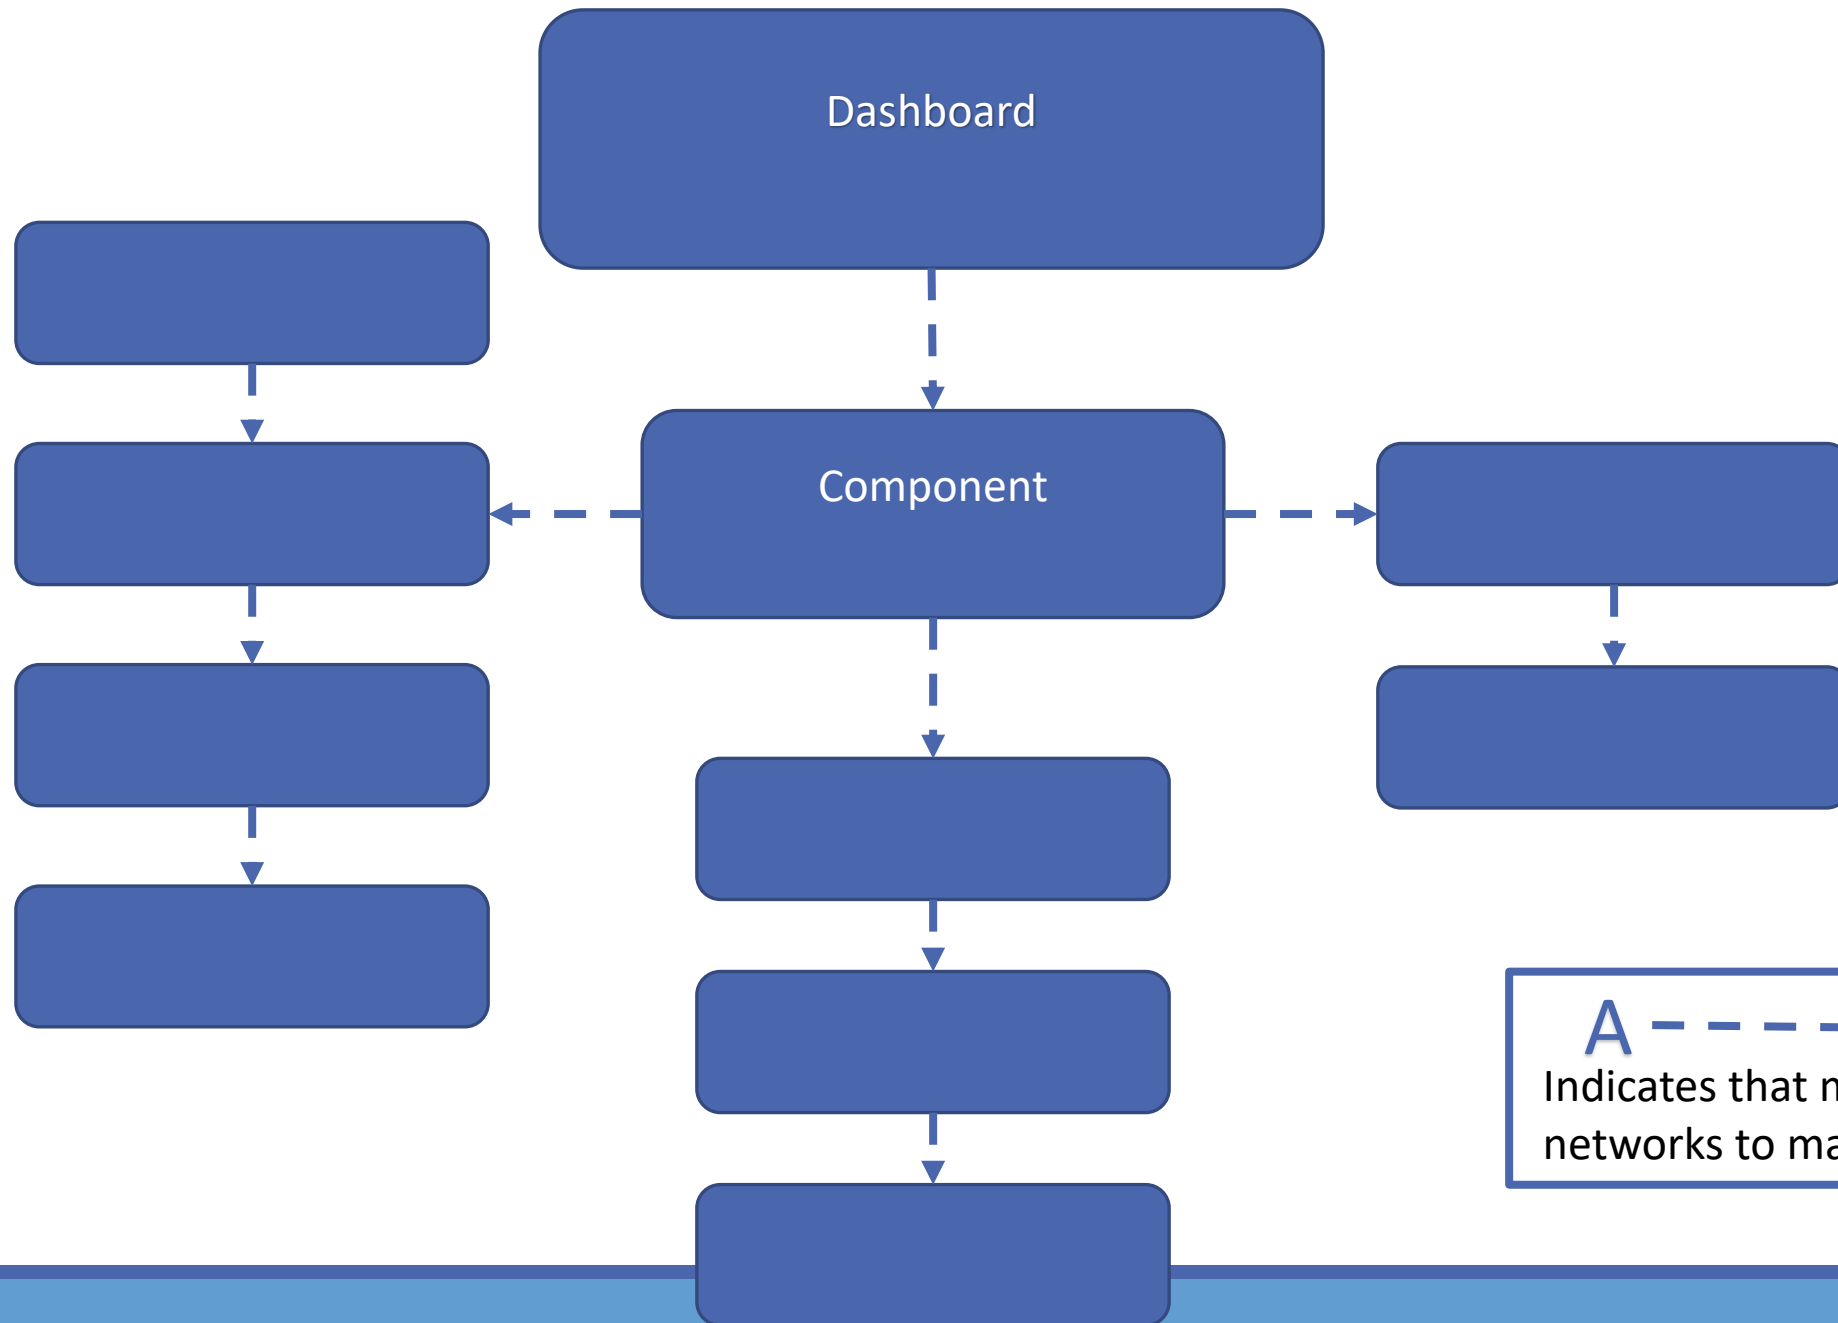 Dashboard
Component
A
Indicates that
networks to